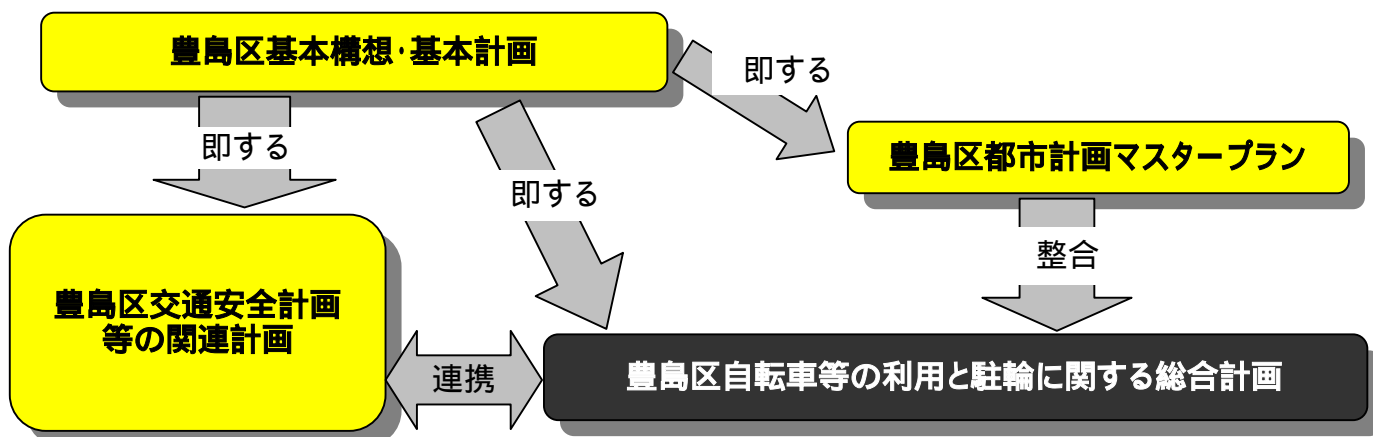 豊島区基本構想・基本計画
即する
即する
即する
豊島区都市計画マスタープラン
整合
豊島区交通安全計画
等の関連計画
連携
豊島区自転車等の利用と駐輪に関する総合計画